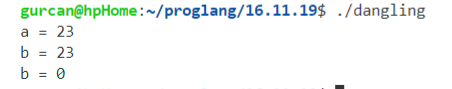 gurcan@hpHome:~/proglang/16.11.19$ ./dangling
a = 23
b = 23
b = 0